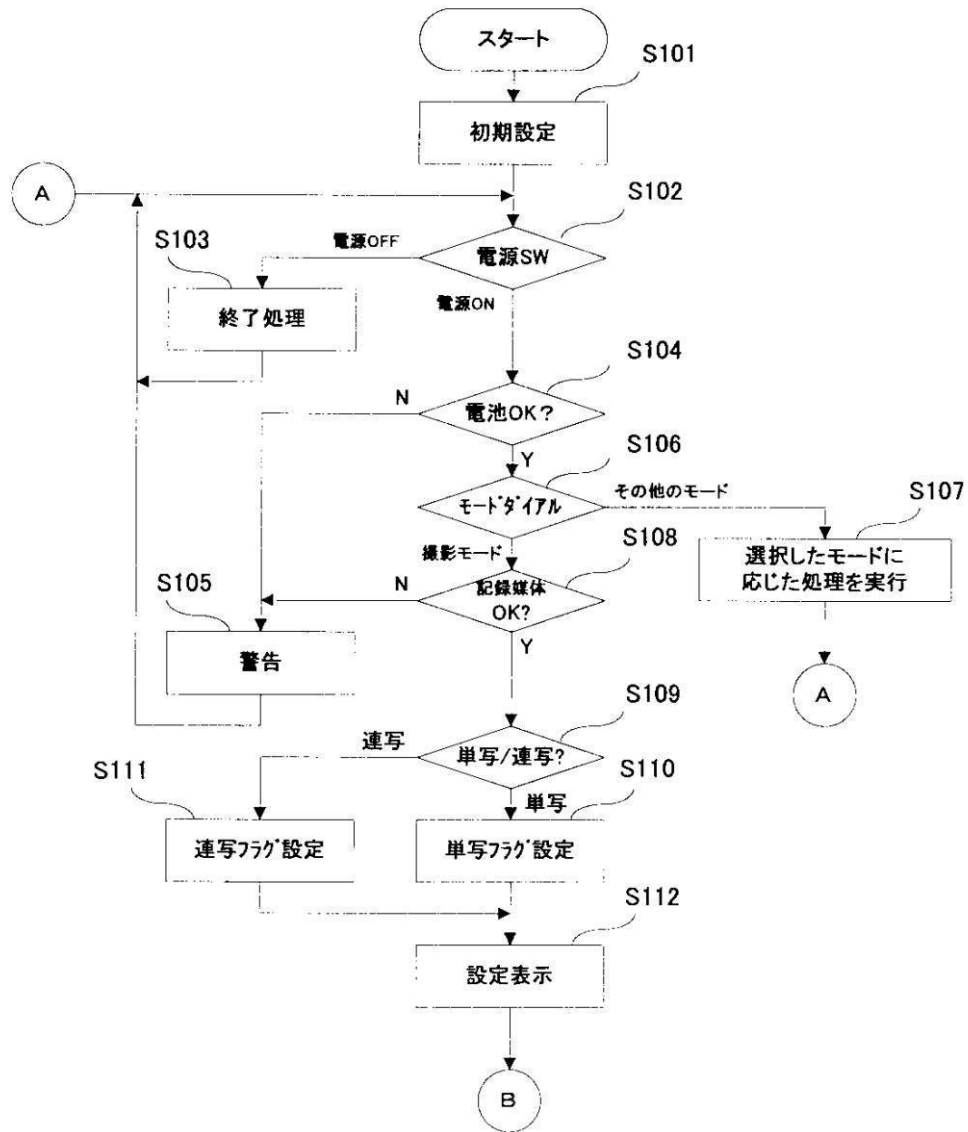 スタート
S101
初期設定
A
S102
電源SW
電源OFF
S103
終了処理
電源ON
S104
電池OK？
N
Y
S106
モードダイアル
その他のモード
S107
選択したモードに
応じた処理を実行
A
撮影モード
S108
記録媒体
OK?
N
Y
S105
警告
S109
単写/連写?
連写
単写
S111
連写フラグ設定
S110
単写フラグ設定
S112
設定表示
B